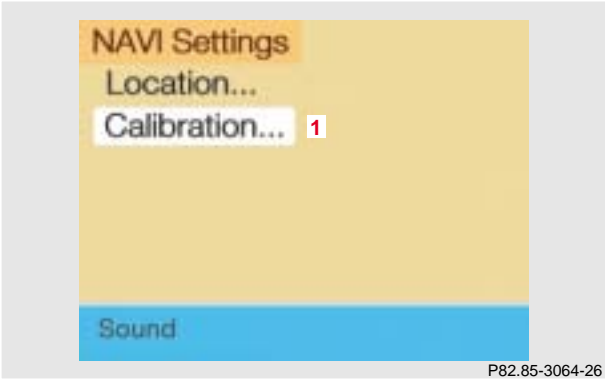 NAVI Settings
Location...
Calibration... 1
Sound
P82.85-3064-26